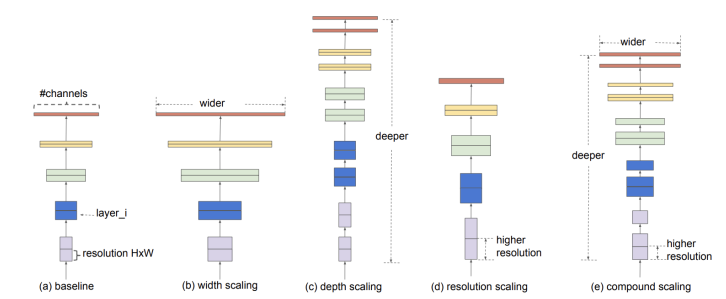 #channels
layer_i
resolution HxW
(a) baseline
wider
(b) width scaling
deeper
(c) depth scaling
higher
resolution
(d) resolution scaling
wider
deeper
higher
resolution
(e) compound scaling